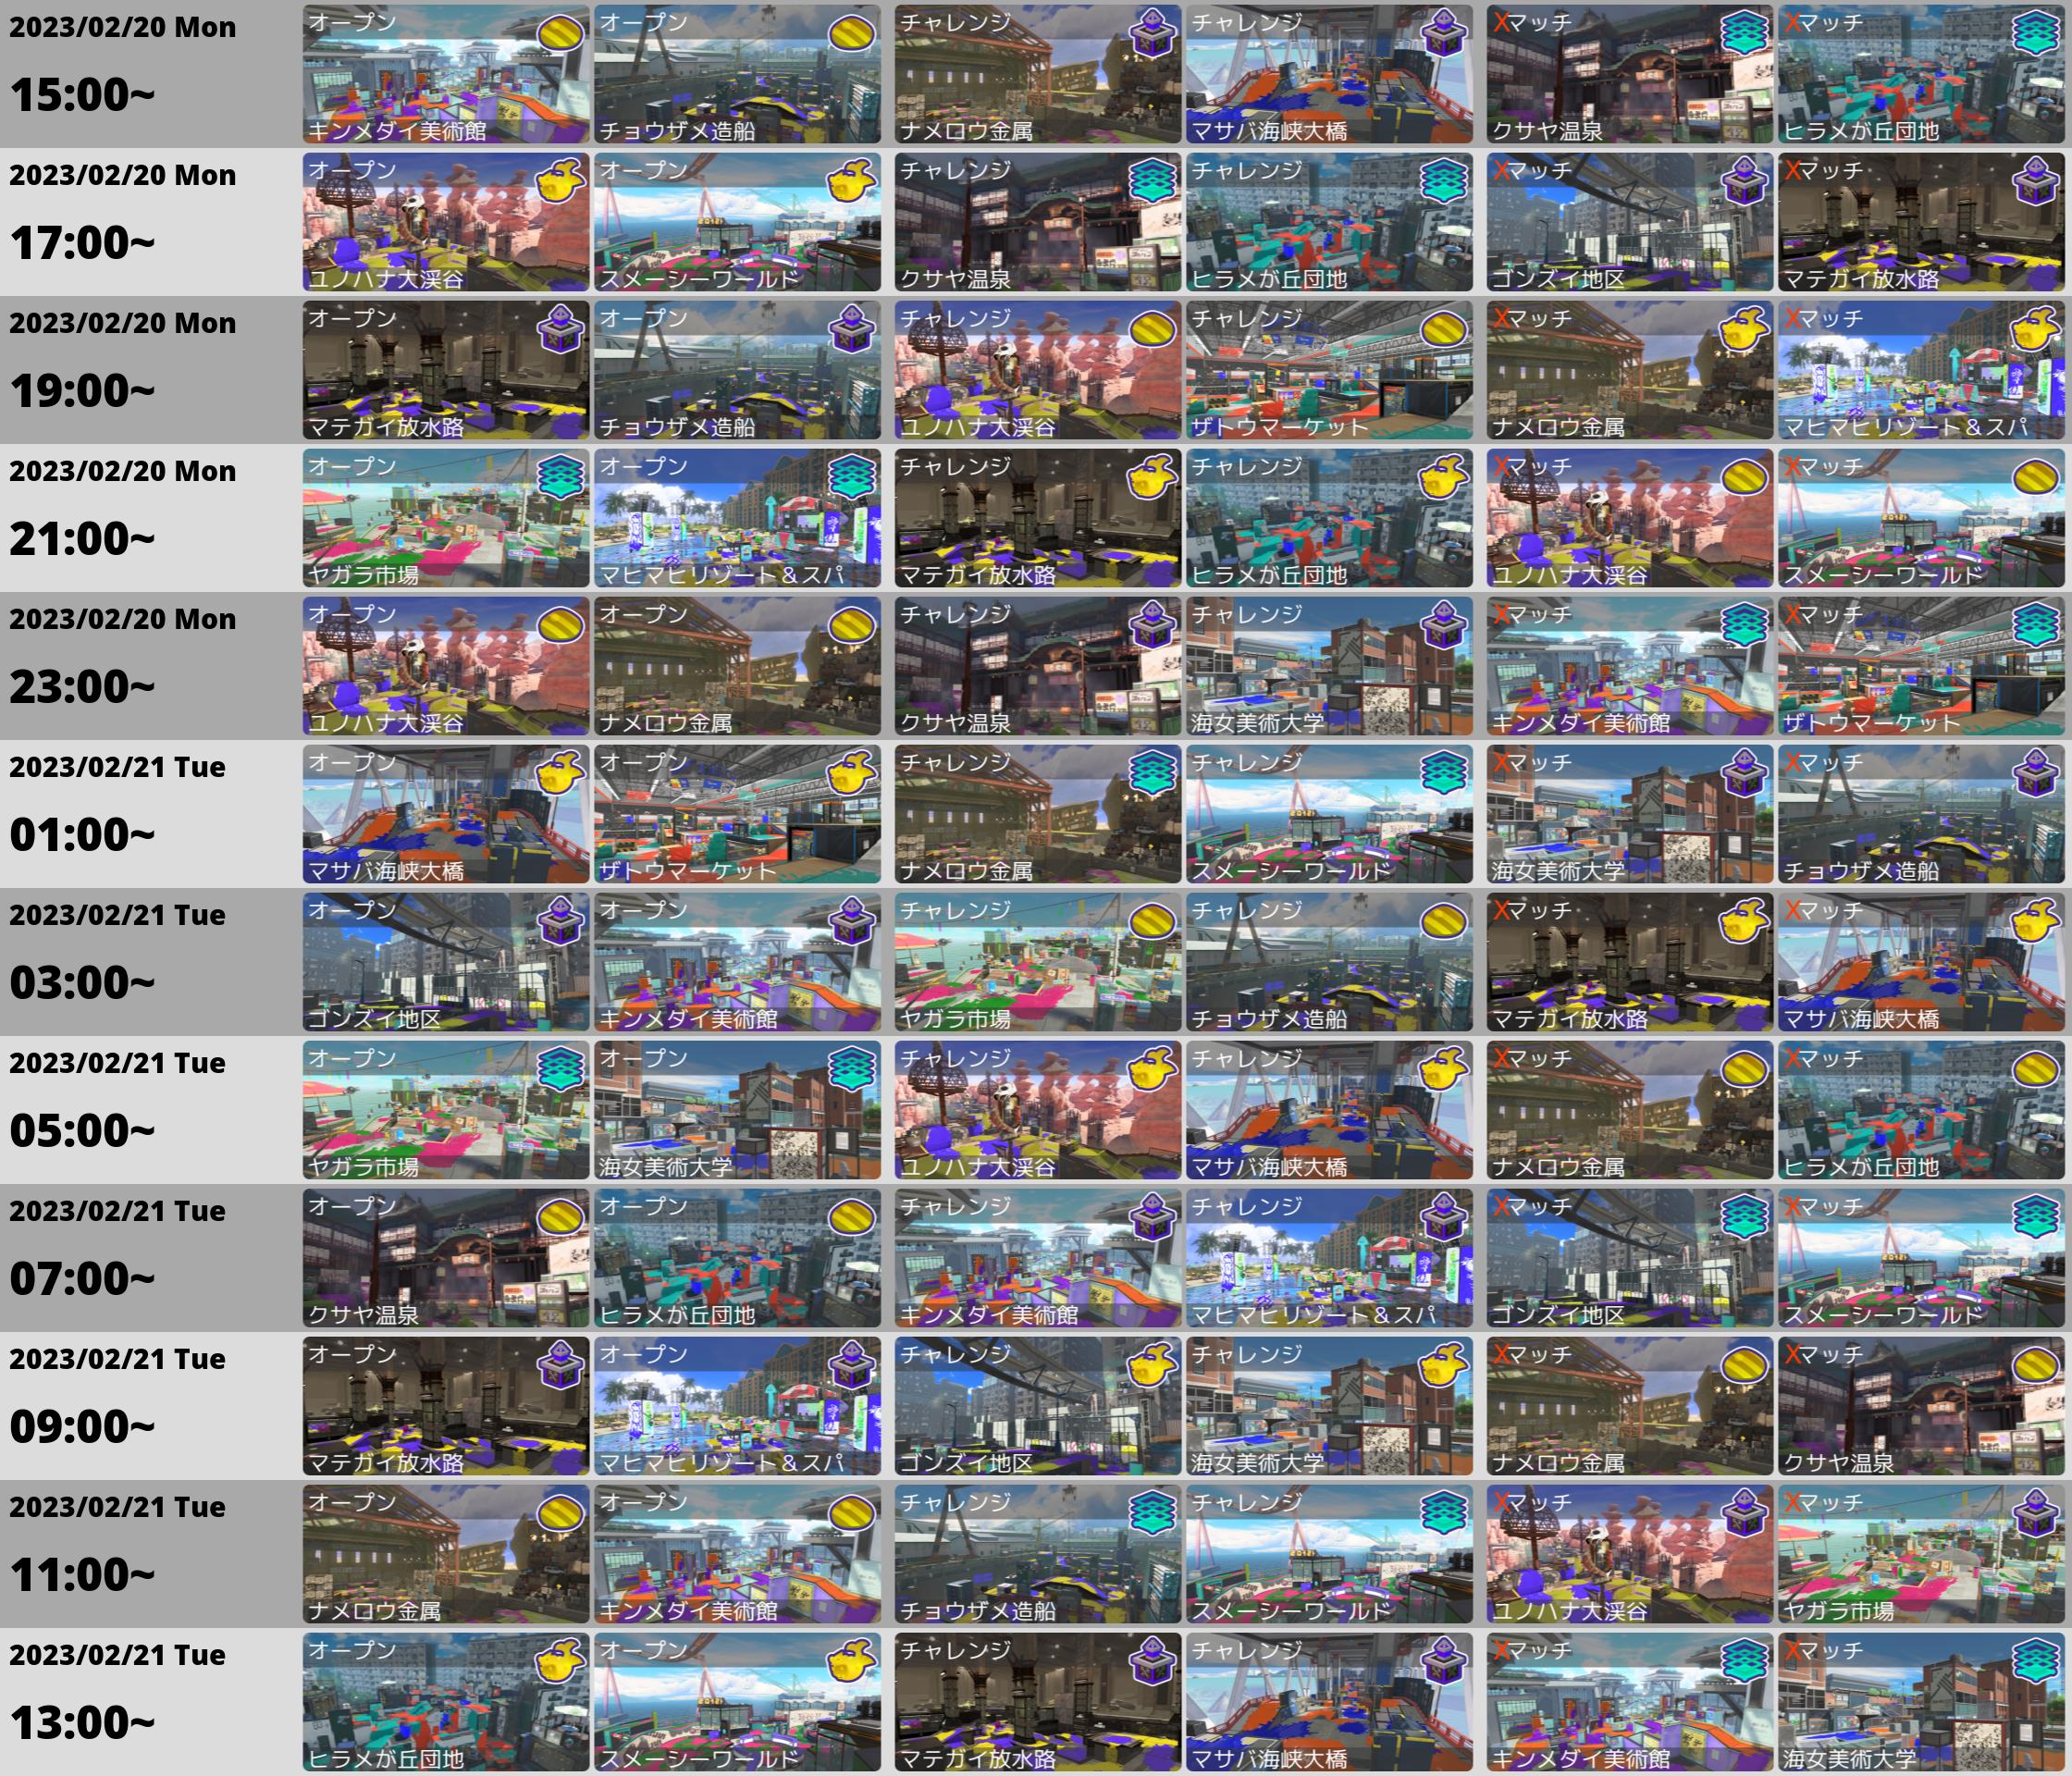 2023/02/20 Mon
15:00~
オープン オープン チャレンジ チャレンジ Xマッチ Xマッチ
キンメダイ美術館 チョウザメ造船 ナメロウ金属 マサバ海峡大橋 クサヤ温泉 ヒラメが丘団地
2023/02/20 Mon
17:00~
オープン オープン チャレンジ チャレンジ Xマッチ Xマッチ
ユノハナ大渓谷 スメーシーワールド クサヤ温泉 ヒラメが丘団地 ゴンズイ地区 マテガイ放水路
2023/02/20 Mon
19:00~
オープン オープン チャレンジ チャレンジ Xマッチ Xマッチ
マテガイ放水路 チョウザメ造船 ユノハナ大渓谷 ザトウマーケット ナメロウ金属 マヒマヒリゾート＆スパ
2023/02/20 Mon
21:00~
オープン オープン チャレンジ チャレンジ Xマッチ Xマッチ
ヤガラ市場 マヒマヒリゾート＆スパ マテガイ放水路 ヒラメが丘団地 ユノハナ大渓谷 スメーシーワールド
2023/02/20 Mon
23:00~
オープン オープン チャレンジ チャレンジ Xマッチ Xマッチ
ユノハナ大渓谷 ナメロウ金属 クサヤ温泉 海女美術大学 キンメダイ美術館 ザトウマーケット
2023/02/21 Tue
01:00~
オープン オープン チャレンジ チャレンジ Xマッチ Xマッチ
マサバ海峡大橋 ザトウマーケット ナメロウ金属 スメーシーワールド 海女美術大学 チョウザメ造船
2023/02/21 Tue
03:00~
オープン オープン チャレンジ チャレンジ Xマッチ Xマッチ
ゴンズイ地区 キンメダイ美術館 ヤガラ市場 チョウザメ造船 マテガイ放水路 マサバ海峡大橋
2023/02/21 Tue
05:00~
オープン オープン チャレンジ チャレンジ Xマッチ Xマッチ
ヤガラ市場 海女美術大学 ユノハナ大渓谷 マサバ海峡大橋 ナメロウ金属 ヒラメが丘団地
2023/02/21 Tue
07:00~
オープン オープン チャレンジ チャレンジ Xマッチ Xマッチ
クサヤ温泉 ヒラメが丘団地 キンメダイ美術館 マヒマヒリゾート＆スパ ゴンズイ地区 スメーシーワールド
2023/02/21 Tue
09:00~
オープン オープン チャレンジ チャレンジ Xマッチ Xマッチ
マテガイ放水路 マヒマヒリゾート＆スパ ゴンズイ地区 海女美術大学 ナメロウ金属 クサヤ温泉
2023/02/21 Tue
11:00~
オープン オープン チャレンジ チャレンジ Xマッチ Xマッチ
ナメロウ金属 キンメダイ美術館 チョウザメ造船 スメーシーワールド ユノハナ大渓谷 ヤガラ市場
2023/02/21 Tue
13:00~
オープン オープン チャレンジ チャレンジ Xマッチ Xマッチ
ヒラメが丘団地 スメーシーワールド マテガイ放水路 マサバ海峡大橋 キンメダイ美術館 海女美術大学